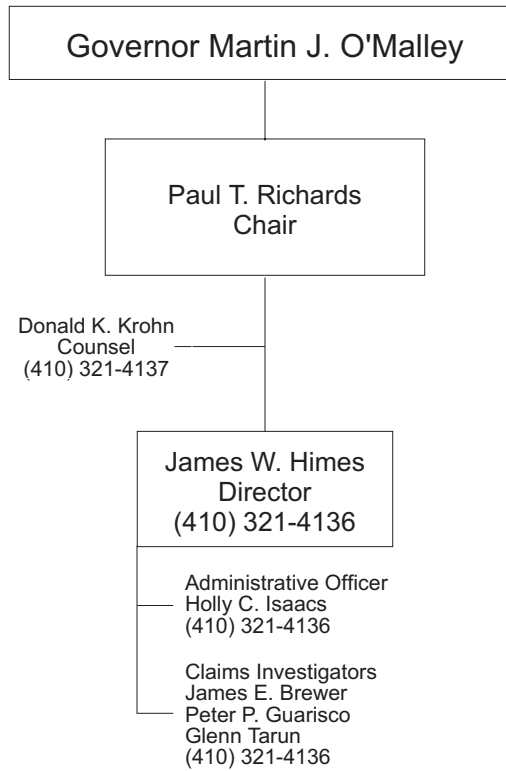 Governor Martin J. O'Malley
Paul T. Richards
Chair
Donald K. Krohn
Counsel
(410) 321-4137
James W. Himes
Director
(410) 321-4136
Administrative Officer
Holly C. Isaacs
(410) 321-4136
Claims Investigators
James E. Brewer
Peter P. Guarisco
Glenn Tarun
(410) 321-4136